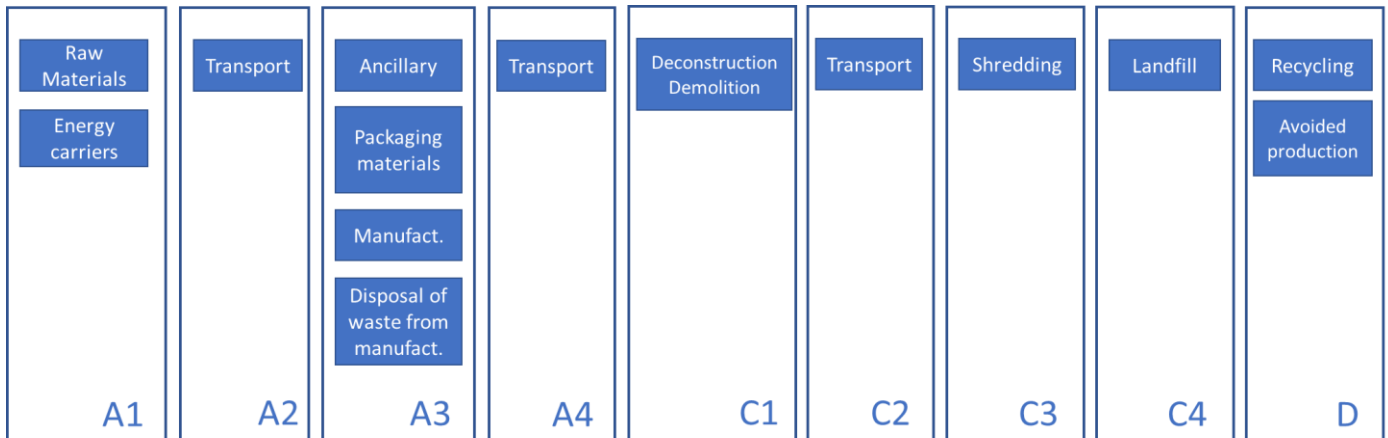 Raw
Materials
Energy
carriers
A1
Transport
A2
Ancillary
Packaging
materials
Manufact.
Disposal of
waste from
manufact.
A3
Transport
A4
Deconstruction
Demolition
C1
Transport
C2
Shredding
C3
Landfill
C4
Recycling
Avoided
production
D